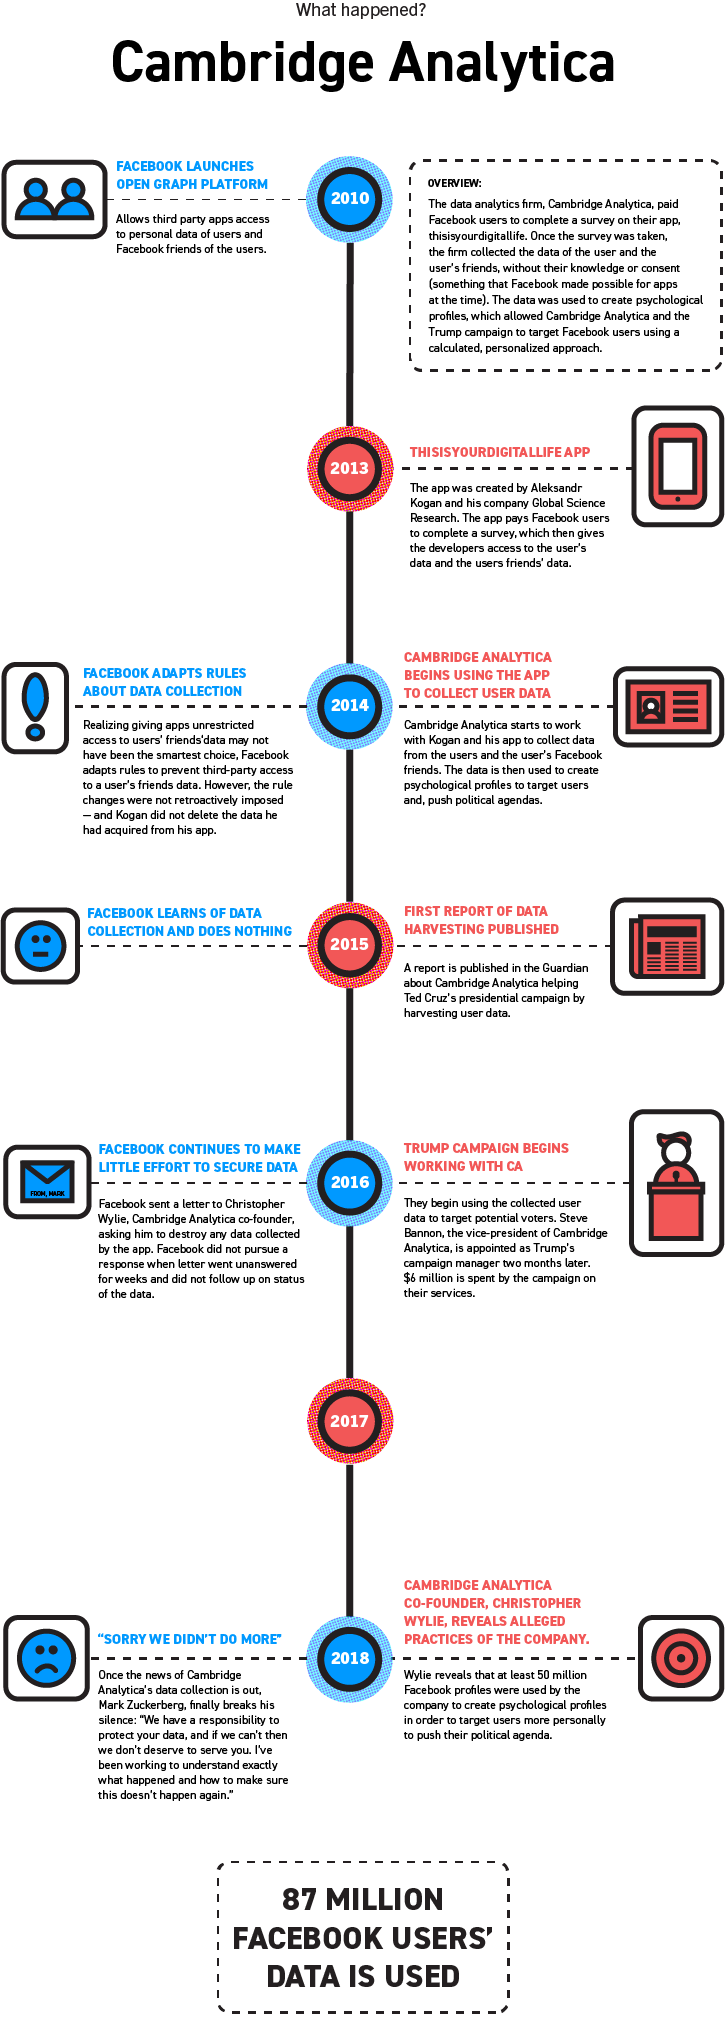 What happened?
Cambridge Analytica
FACEBOOK LAUNCHES
OPEN GRAPH PLATFORM
Allows third party apps access
to personal data of users and
Facebook friends of the users.
2010
OVERVIEW:
The data analytics firm, Cambridge Analytica, paid
Facebook users to complete a survey on their app,
thisisyourdigitallife. Once the survey was taken,
the firm collected the data of the user and the
user's friends, without their knowledge or consent
(something that Facebook made possible for apps
at the time). The data was used to create psychological
profiles, which allowed Cambridge Analytica and the
Trump campaign to target Facebook users using a
calculated, personalized approach.
2013
THISISYOURDIGITALLIFE APP
The app was created by Aleksandr
Kogan and his company Global Science
Research. The app pays Facebook users
to complete a survey, which then gives
the developers access to the user's
data and the users friends' data.
FACEBOOK ADAPTS RULES
ABOUT DATA COLLECTION
Realizing giving apps unrestricted
access to users' friends'data may not
have been the smartest choice, Facebook
adapts rules to prevent third-party access
to a user's friends data. However, the rule
changes were not retroactively imposed
— and Kogan did not delete the data he
had acquired from his app.
2014
CAMBRIDGE ANALYTICA
BEGINS USING THE APP
TO COLLECT USER DATA
Cambridge Analytica starts to work
with Kogan and his app to collect data
from the users and the user's Facebook
friends. The data is then used to create
psychological profiles to target users
and, push political agendas.
FACEBOOK LEARNS OF DATA
COLLECTION AND DOES NOTHING
2015
FIRST REPORT OF DATA
HARVESTING PUBLISHED
A report is published in the Guardian
about Cambridge Analytica helping
Ted Cruz's presidential campaign by
harvesting user data.
FROM, MARK
FACEBOOK CONTINUES TO MAKE
LITTLE EFFORT TO SECURE DATA
Facebook sent a letter to Christopher
Wylie, Cambridge Analytica co-founder,
asking him to destroy any data collected
by the app. Facebook did not pursue a
response when letter went unanswered
for weeks and did not follow up on status
of the data.
2016
TRUMP CAMPAIGN BEGINS
WORKING WITH CA
They begin using the collected user
data to target potential voters. Steve
Bannon, the vice-president of Cambridge
Analytica, is appointed as Trump's
campaign manager two months later.
$6 million is spent by the campaign on
their services.
2017
"SORRY WE DIDN'T DO MORE"
Once the news of Cambridge
Analytica's data collection is out,
Mark Zuckerberg, finally breaks his
silence: "We have a responsibility to
protect your data, and if we can't then
we don't deserve to serve you. I've
been working to understand exactly
what happened and how to make sure
this doesn't happen again."
2018
CAMBRIDGE ANALYTICA
CO-FOUNDER, CHRISTOPHER
WYLIE, REVEALS ALLEGED
PRACTICES OF THE COMPANY.
Wylie reveals that at least 50 million
Facebook profiles were used by the
company to create psychological profiles
in order to target users more personally
to push their political agenda.
87 MILLION
FACEBOOK USERS'
DATA IS USED